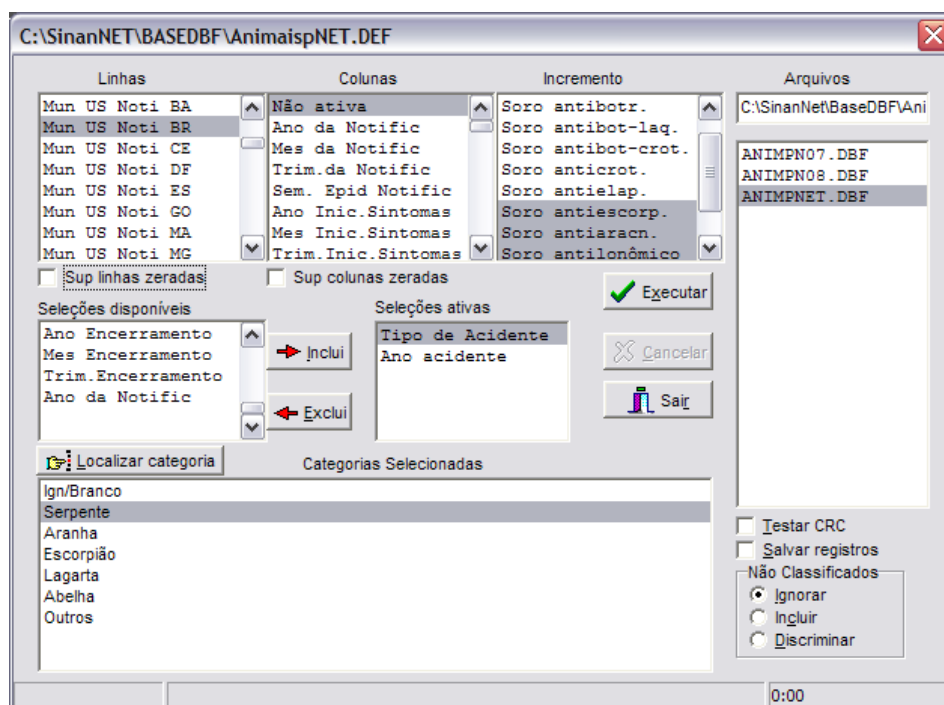 C:\SinanNET\BASEDBF\AnimaispNET.DEF
Linhas
Mun US Noti BA
Mun US Noti BR
Mun US Noti CE
Mun US Noti DF
Mun US Noti ES
Mun US Noti GO
Mun US Noti MA
Mun US Noti MG
Sup linhas zeradas
Colunas
Não ativa
Ano da Notific
Mes da Notific
Trim.da Notific
Sem. Epid Notific
Ano Inic.Sintomas
Mes Inic.Sintomas
Trim.Inic.Sintomas
Sup colunas zeradas
Incremento
Soro antibotr.
Soro antibot-laq.
Soro antibot-crot.
Soro anticrot.
Soro antielap.
Soro antiescorp.
Soro antiaracn.
Soro antilonômico
Arquivos
C:\SinanNet\BaseDBF\Ani
ANIMPN07.DBF
ANIMPN08.DBF
ANIMPNET.DBF
Seleções disponíveis
Ano Encerramento
Mes Encerramento
Trim.Encerramento
Ano da Notific
Inclui
Exclui
Seleções ativas
Tipo de Acidente
Ano acidente
Executar
Cancelar
Sair
Localizar categoria
Categorias Selecionadas
Ign/Branco
Serpente
Aranha
Escorpião
Lagarta
Abelha
Outros
Testar CRC
Salvar registros
Não Classificados
Ignorar
Incluir
Discriminar
0:00